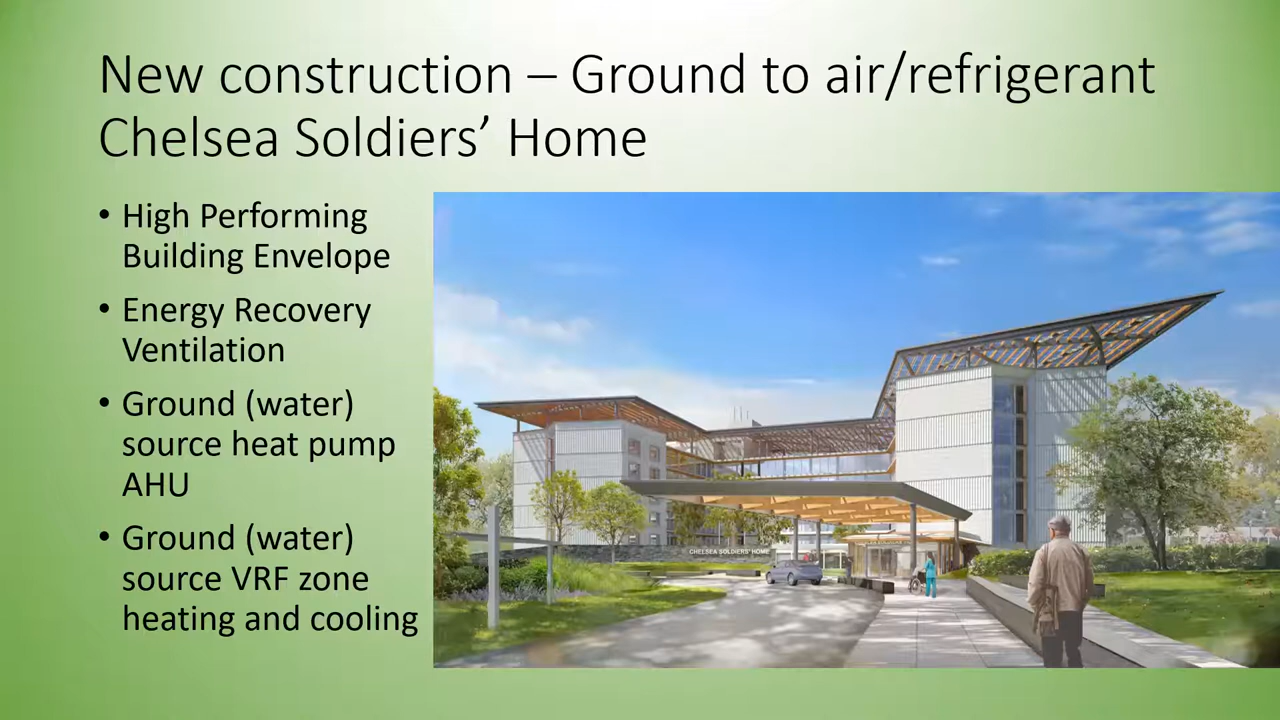 New construction – Ground to air/refrigerant
Chelsea Soldiers’ Home
• High Performing
Building Envelope
• Energy Recovery
Ventilation
• Ground (water)
source heat pump
AHU
• Ground (water)
source VRF zone
heating and cooling
CHELSEA SOLDIERS' HOME